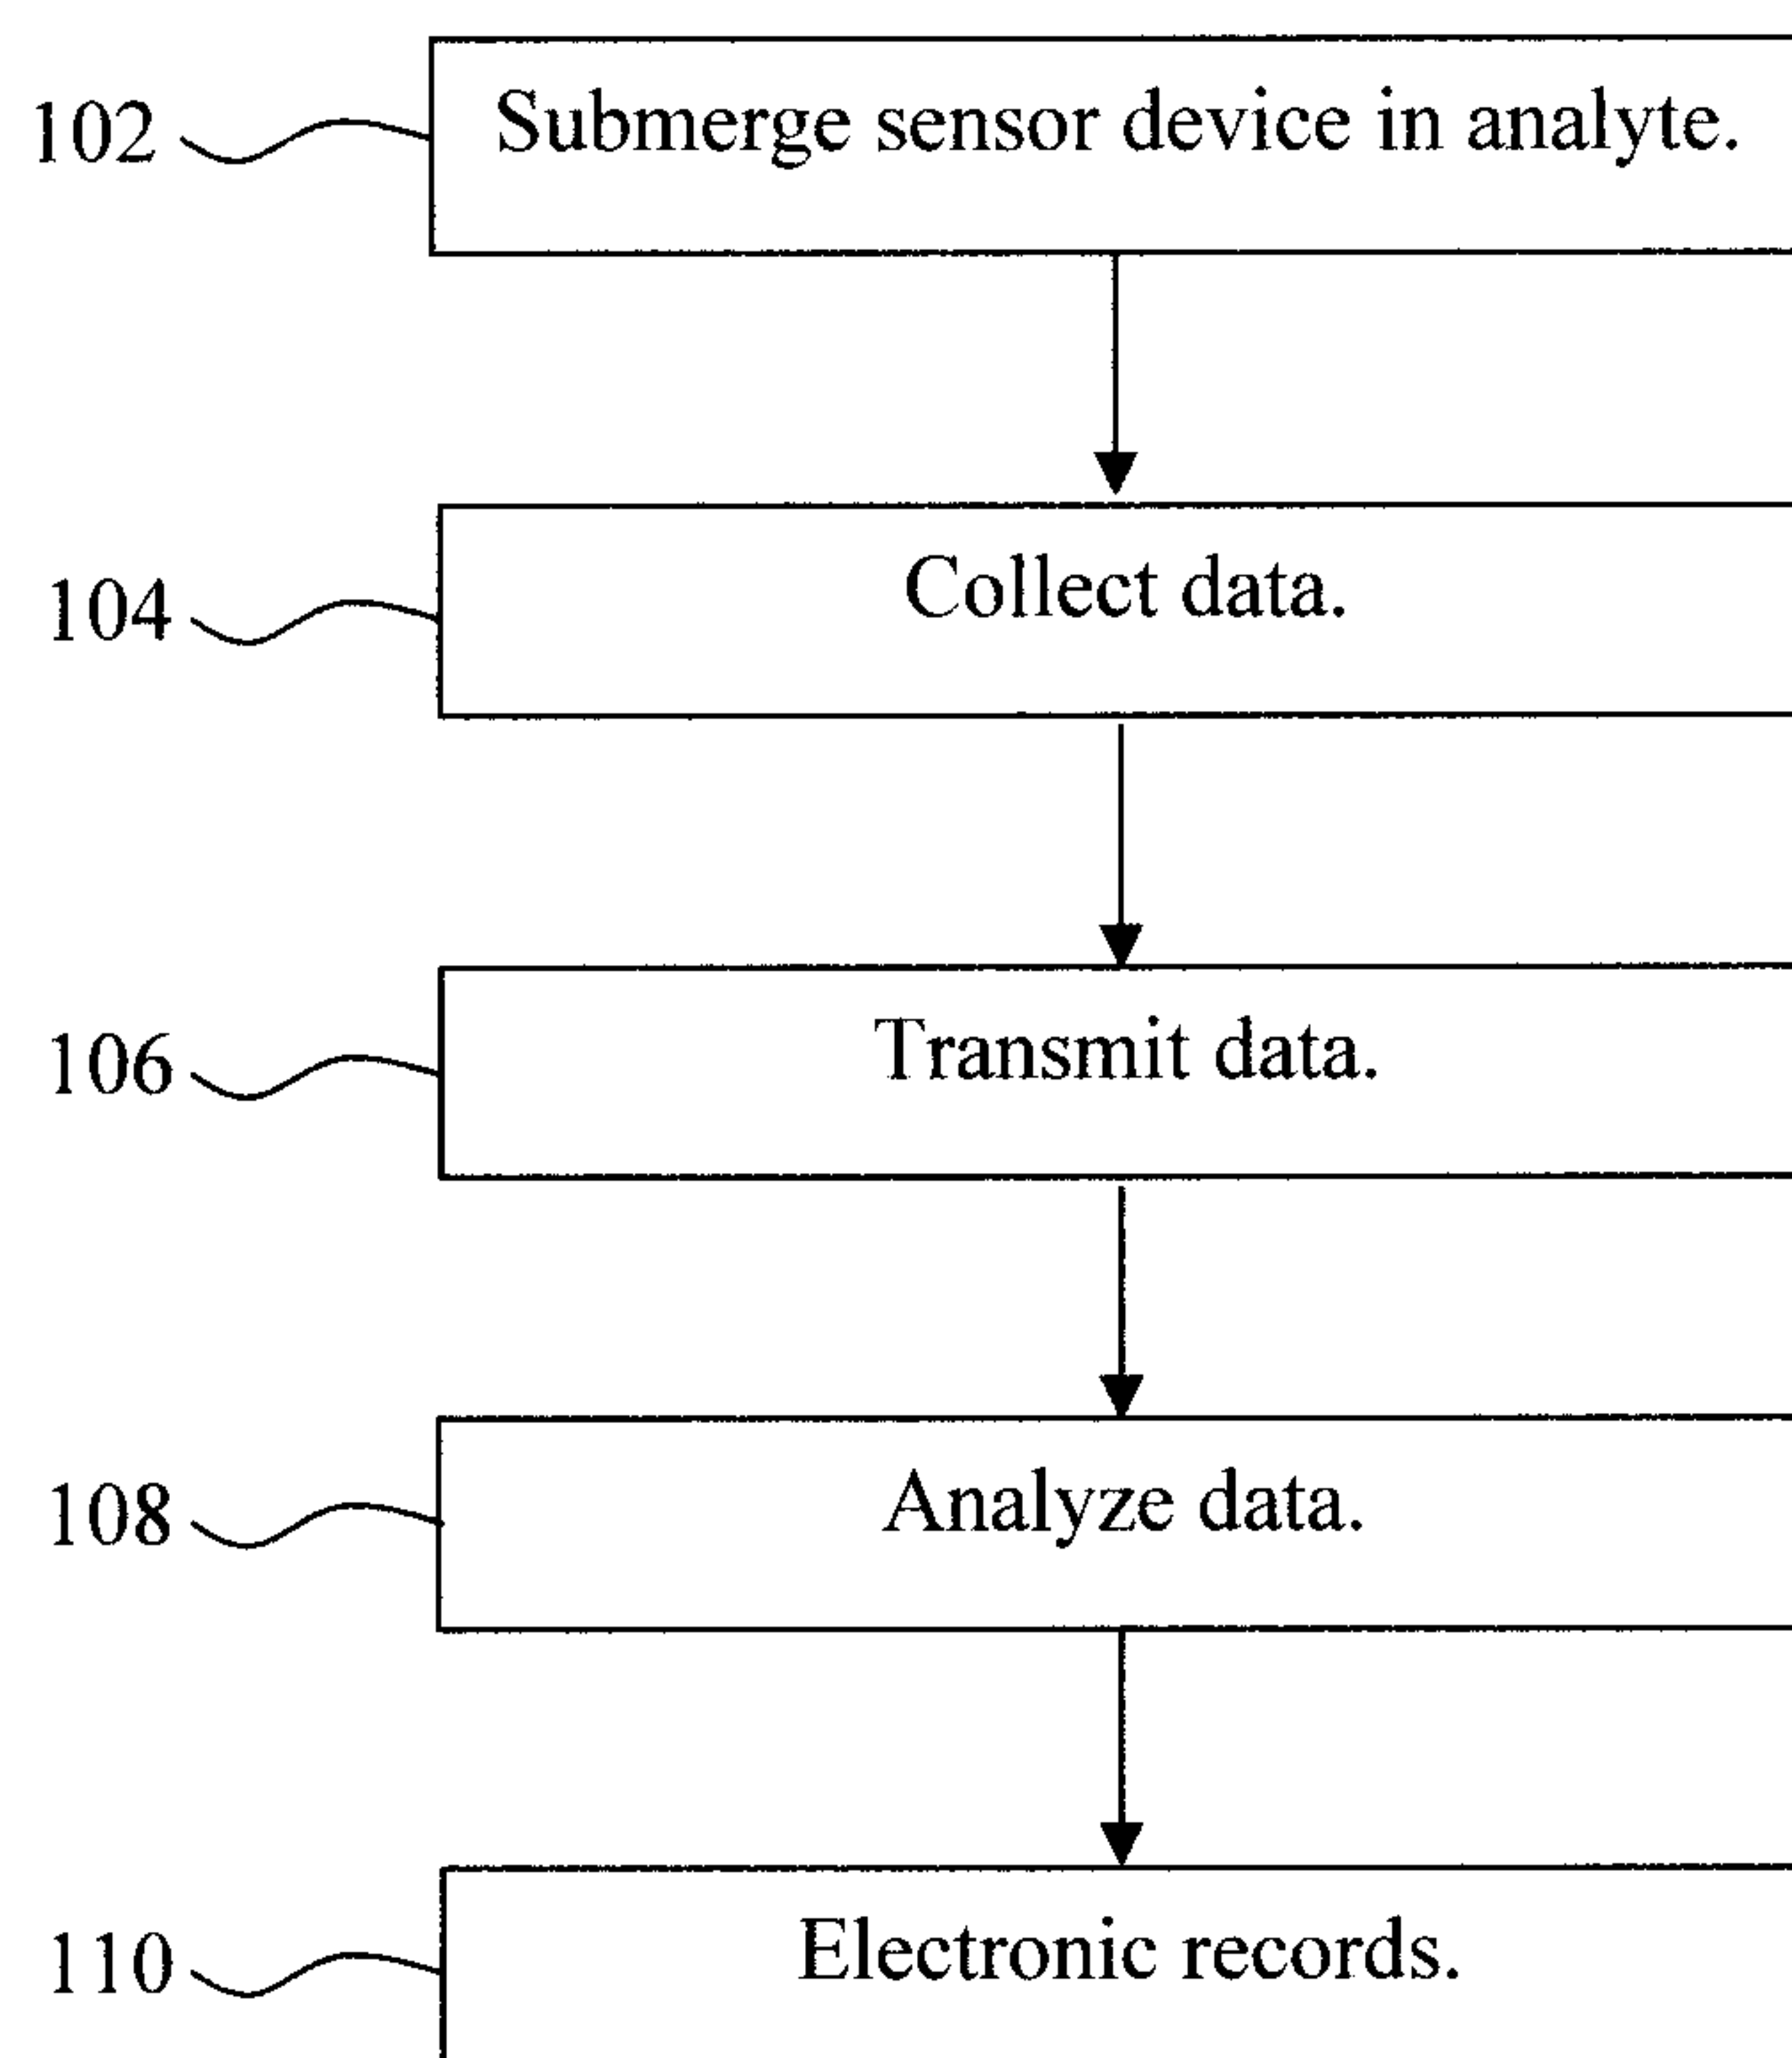 102 Submerge sensor device in analyte.
104 Collect data.
106 Transmit data.
108 Analyze data.
110 Electronic records.